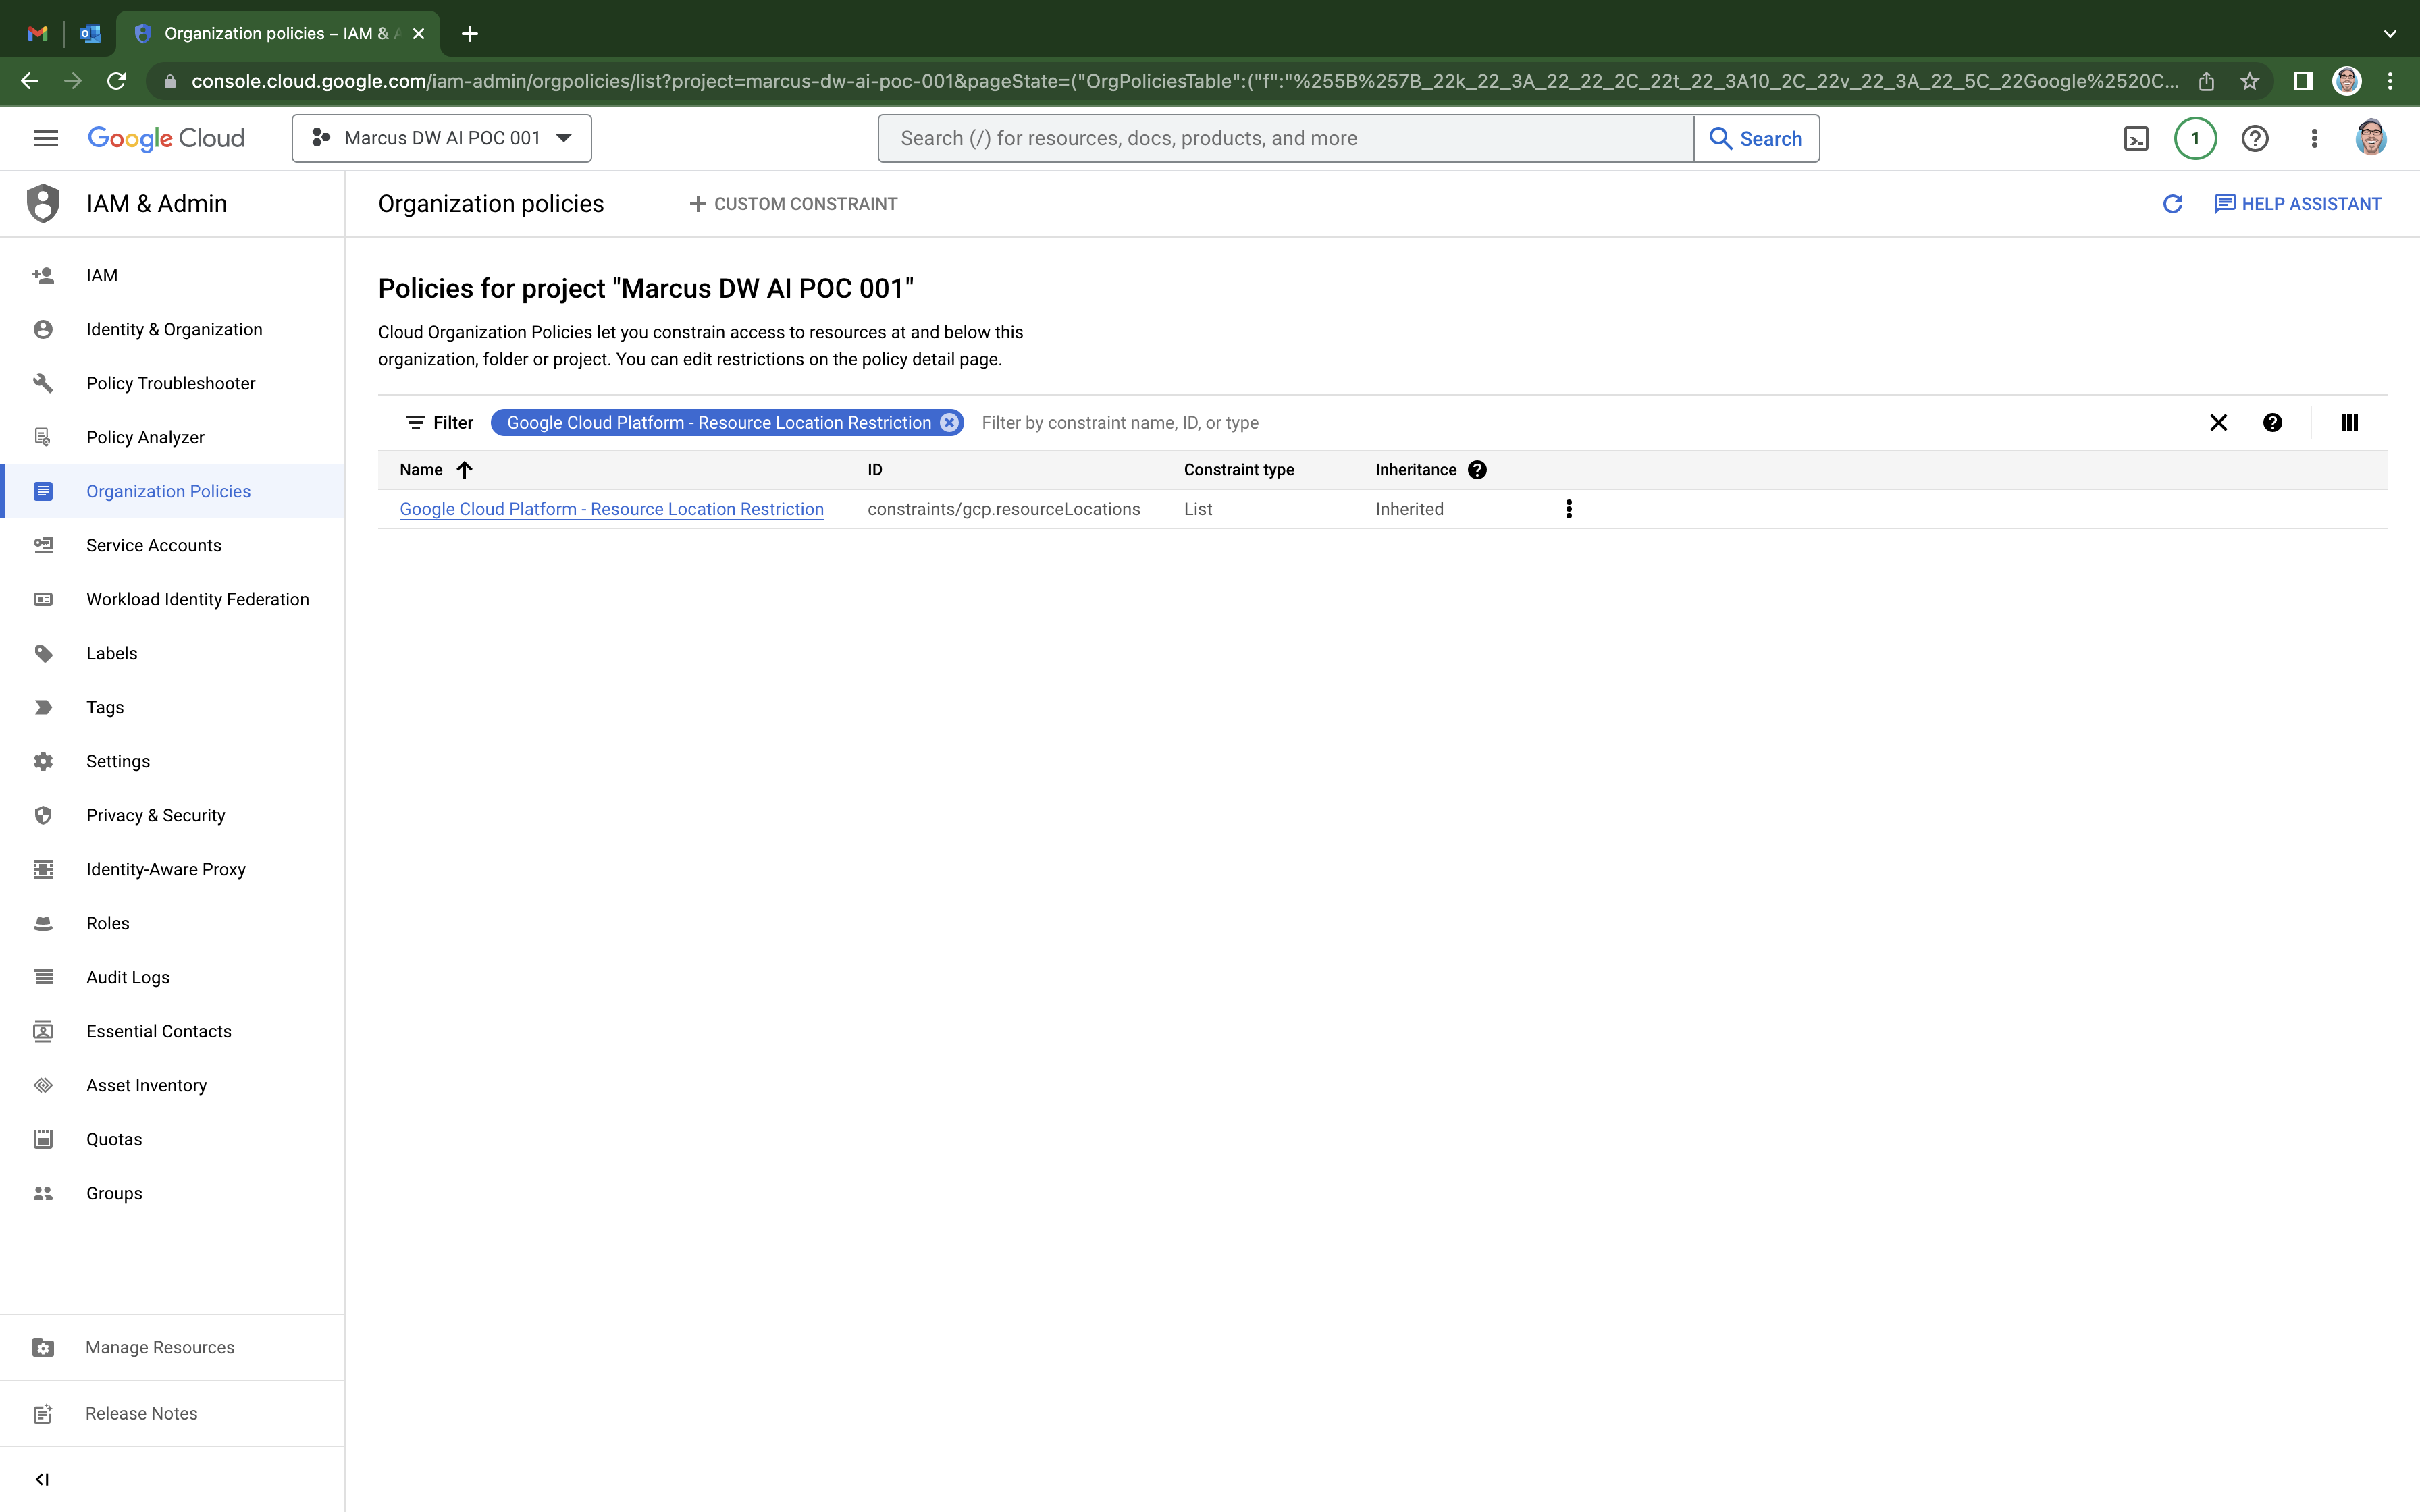 Organization policies – IAM & A
console.cloud.google.com/iam-admin/orgpolicies/list?project=marcus-dw-ai-poc-001&pageState=("OrgPoliciesTable":("f":"%255B%257B_22k_22_3A_22_22_2C_22t_22_3A10_2C_22v_22_3A_22_5C_22Google%2520C...
Google Cloud
Marcus DW AI POC 001
Search (/) for resources, docs, products, and more
Search
1
IAM & Admin
Organization policies
CUSTOM CONSTRAINT
HELP ASSISTANT
IAM
Identity & Organization
Policy Troubleshooter
Policy Analyzer
Organization Policies
Service Accounts
Workload Identity Federation
Labels
Tags
Settings
Privacy & Security
Identity-Aware Proxy
Roles
Audit Logs
Essential Contacts
Asset Inventory
Quotas
Groups
Manage Resources
Release Notes
Policies for project "Marcus DW AI POC 001"
Cloud Organization Policies let you constrain access to resources at and below this
organization, folder or project. You can edit restrictions on the policy detail page.
Filter Google Cloud Platform - Resource Location Restriction Filter by constraint name, ID, or type
Name ID Constraint type Inheritance
Google Cloud Platform - Resource Location Restriction constraints/gcp.resourceLocations List Inherited